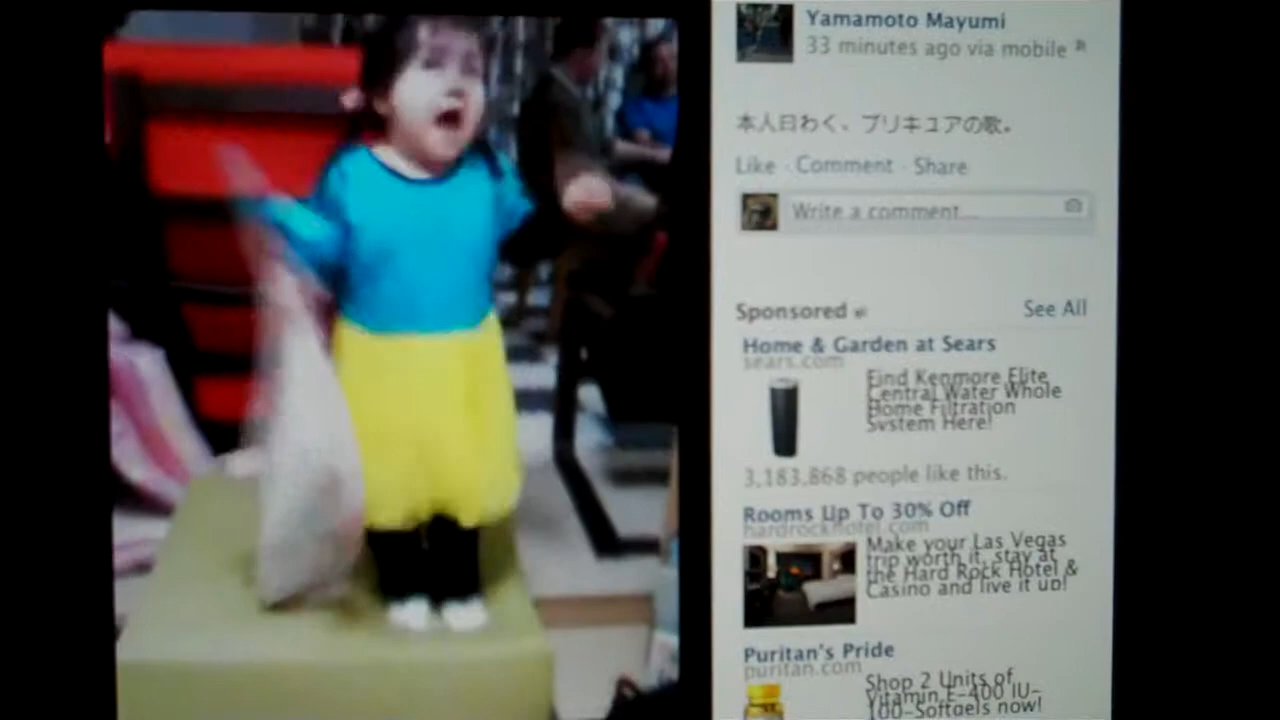 Yamamoto Mayumi
33 minutes ago via mobile
本人曰わく、プリキュアの歌。
Like · Comment · Share
Write a comment...
Sponsored
See All
Home & Garden at Sears
sears.com
Find Kenmore Elite
Central Water Whole
Home Filtration
System Here!
3,183,868 people like this.
Rooms Up To 30% Off
hardrockhotel.com
Make your Las Vegas
trip worth it, stay at
the Hard Rock Hotel &
Casino and live it up!
Puritan's Pride
puritan.com
Shop 2 Units of
Vitamin E-400 IU-
100-Softgels now!